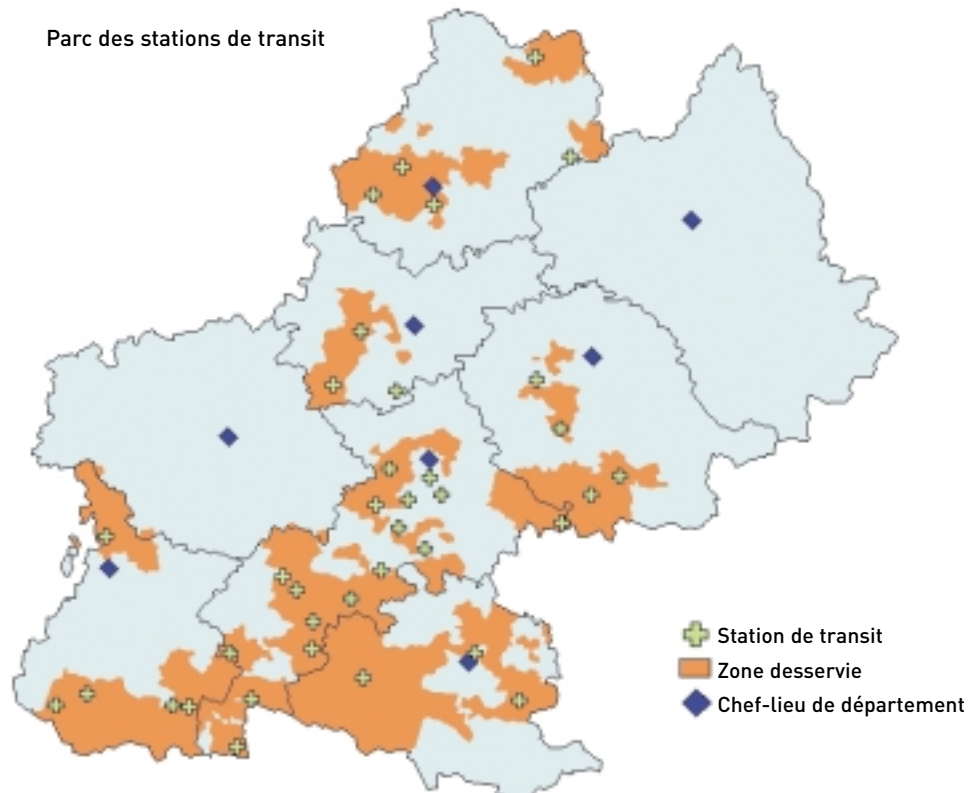 Parc des stations de transit
Station de transit
Zone desservie
Chef-lieu de département